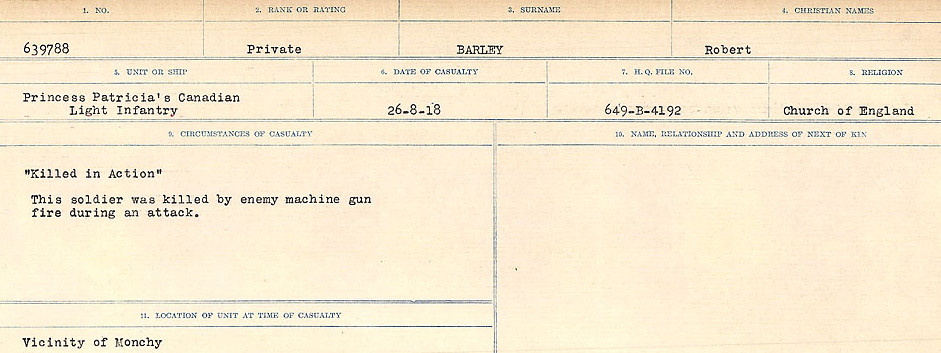 1. NO. 2. RANK OR RATING 3. SURNAME 4. CHRISTIAN NAMES
639788 Private BARLEY Robert
5. UNIT OR SHIP 6. DATE OF CASUALTY 7. H.Q. FILE NO. 8. RELIGION
Princess Patricia's Canadian
Light Infantry 26-8-18 649-B-4192 Church of England
9. CIRCUMSTANCES OF CASUALTY 10. NAME, RELATIONSHIP AND ADDRESS OF NEXT OF KIN
"Killed in Action"
This soldier was killed by enemy machine gun
fire during an attack.
11. LOCATION OF UNIT AT TIME OF CASUALTY
Vicinity of Monchy